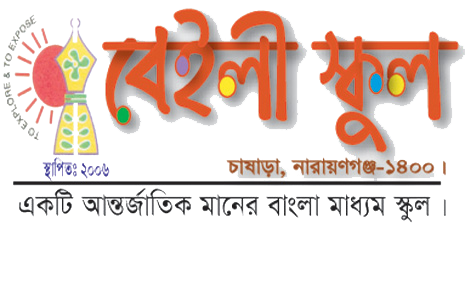 TO EXPLORE & TO EXPOSE
বেইলী স্কুল
স্থাপিতঃ ২০০৬
চাষাড়া, নারায়ণগঞ্জ-১৪০০।
একটি আন্তর্জাতিক মানের বাংলা মাধ্যম স্কুল।